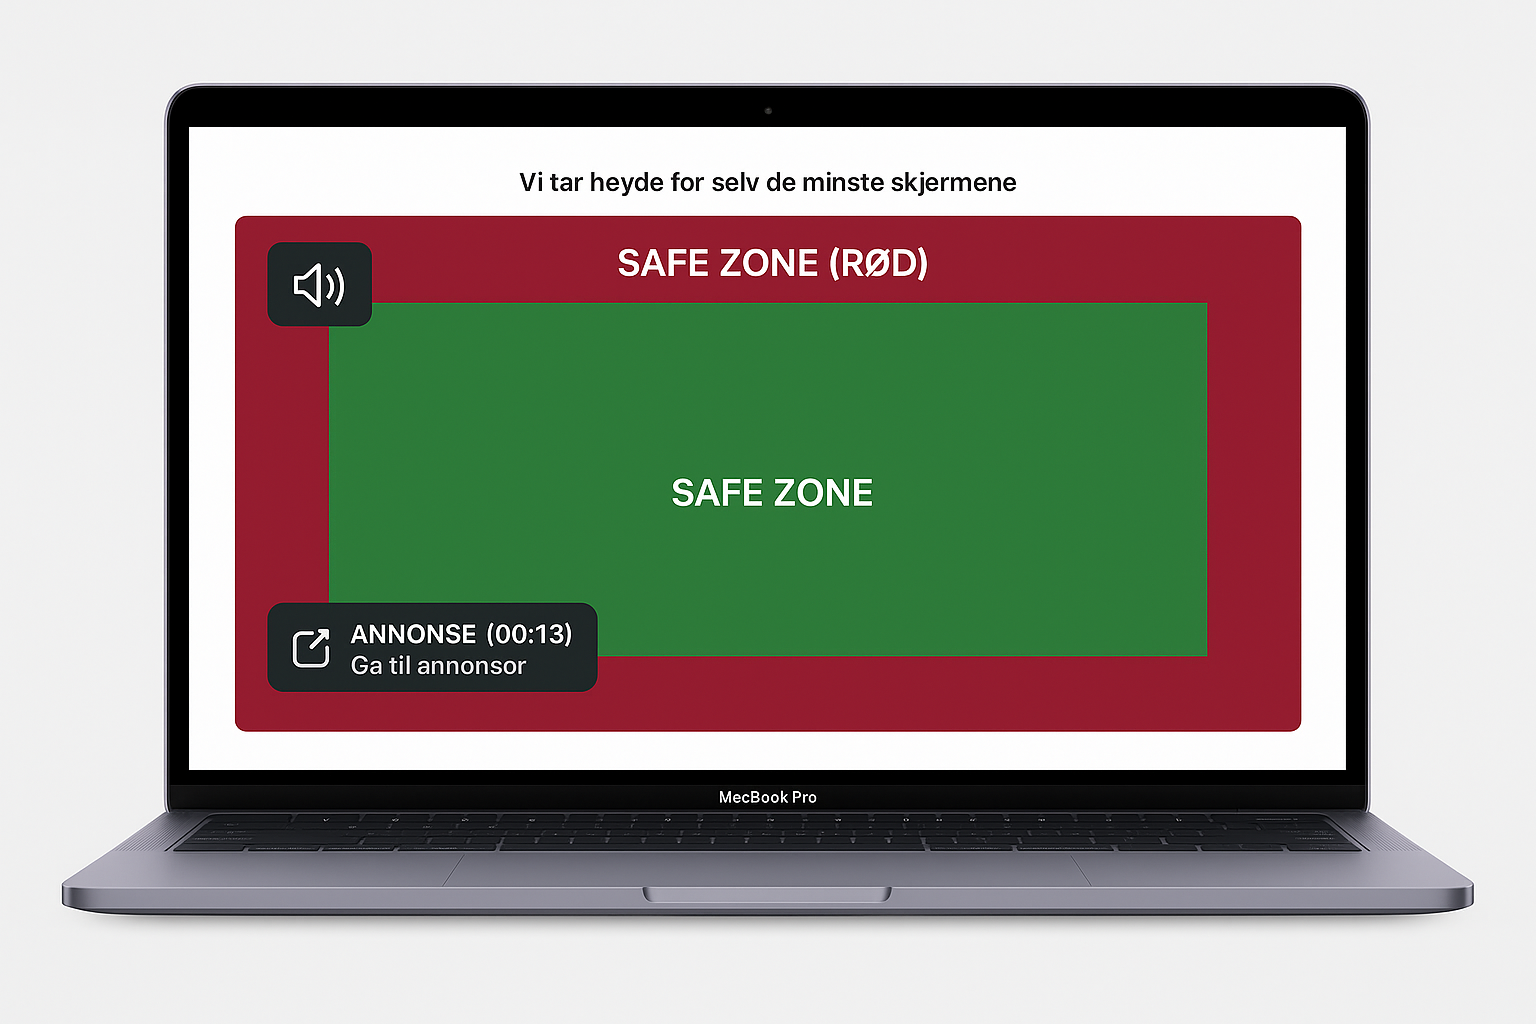 Vi tar heyde for selv de minste skjermene
SAFE ZONE (RØD)
SAFE ZONE
ANNONSE (00:13)
Ga til annonsor
MecBook Pro